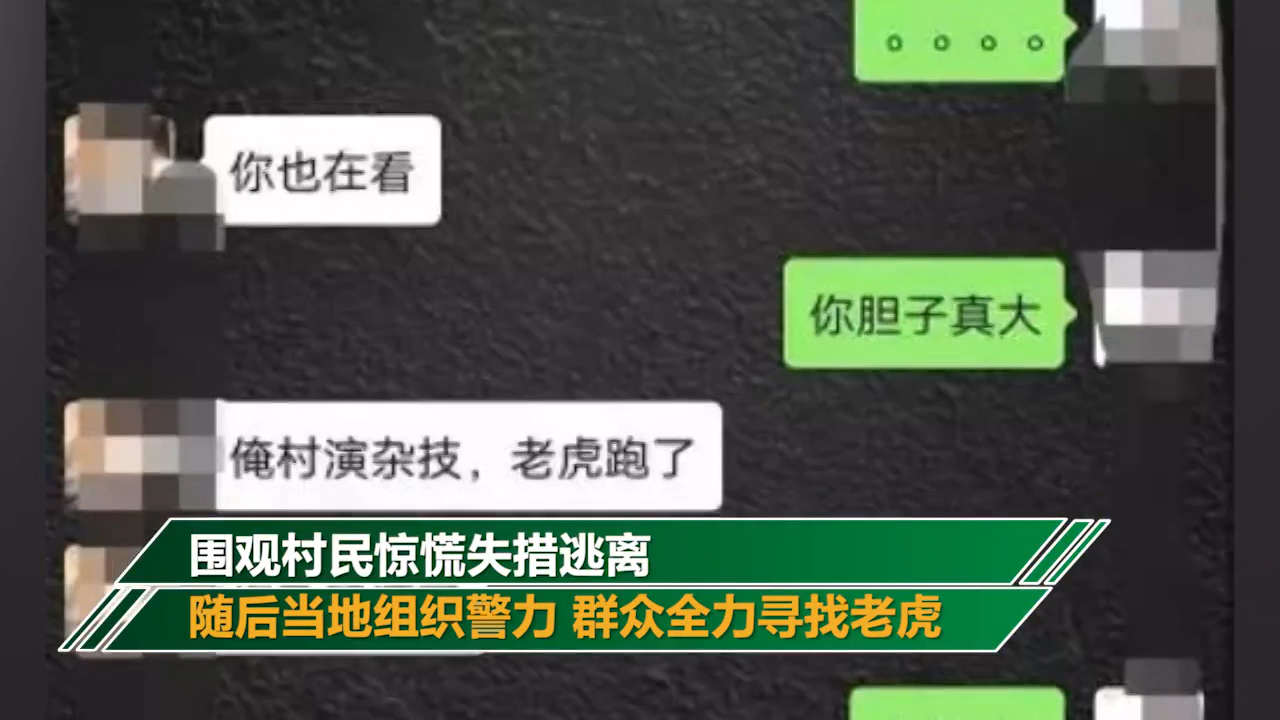 。。。。
你也在看
你胆子真大
俺村演杂技，老虎跑了
围观村民惊慌失措逃离
随后当地组织警力 群众全力寻找老虎